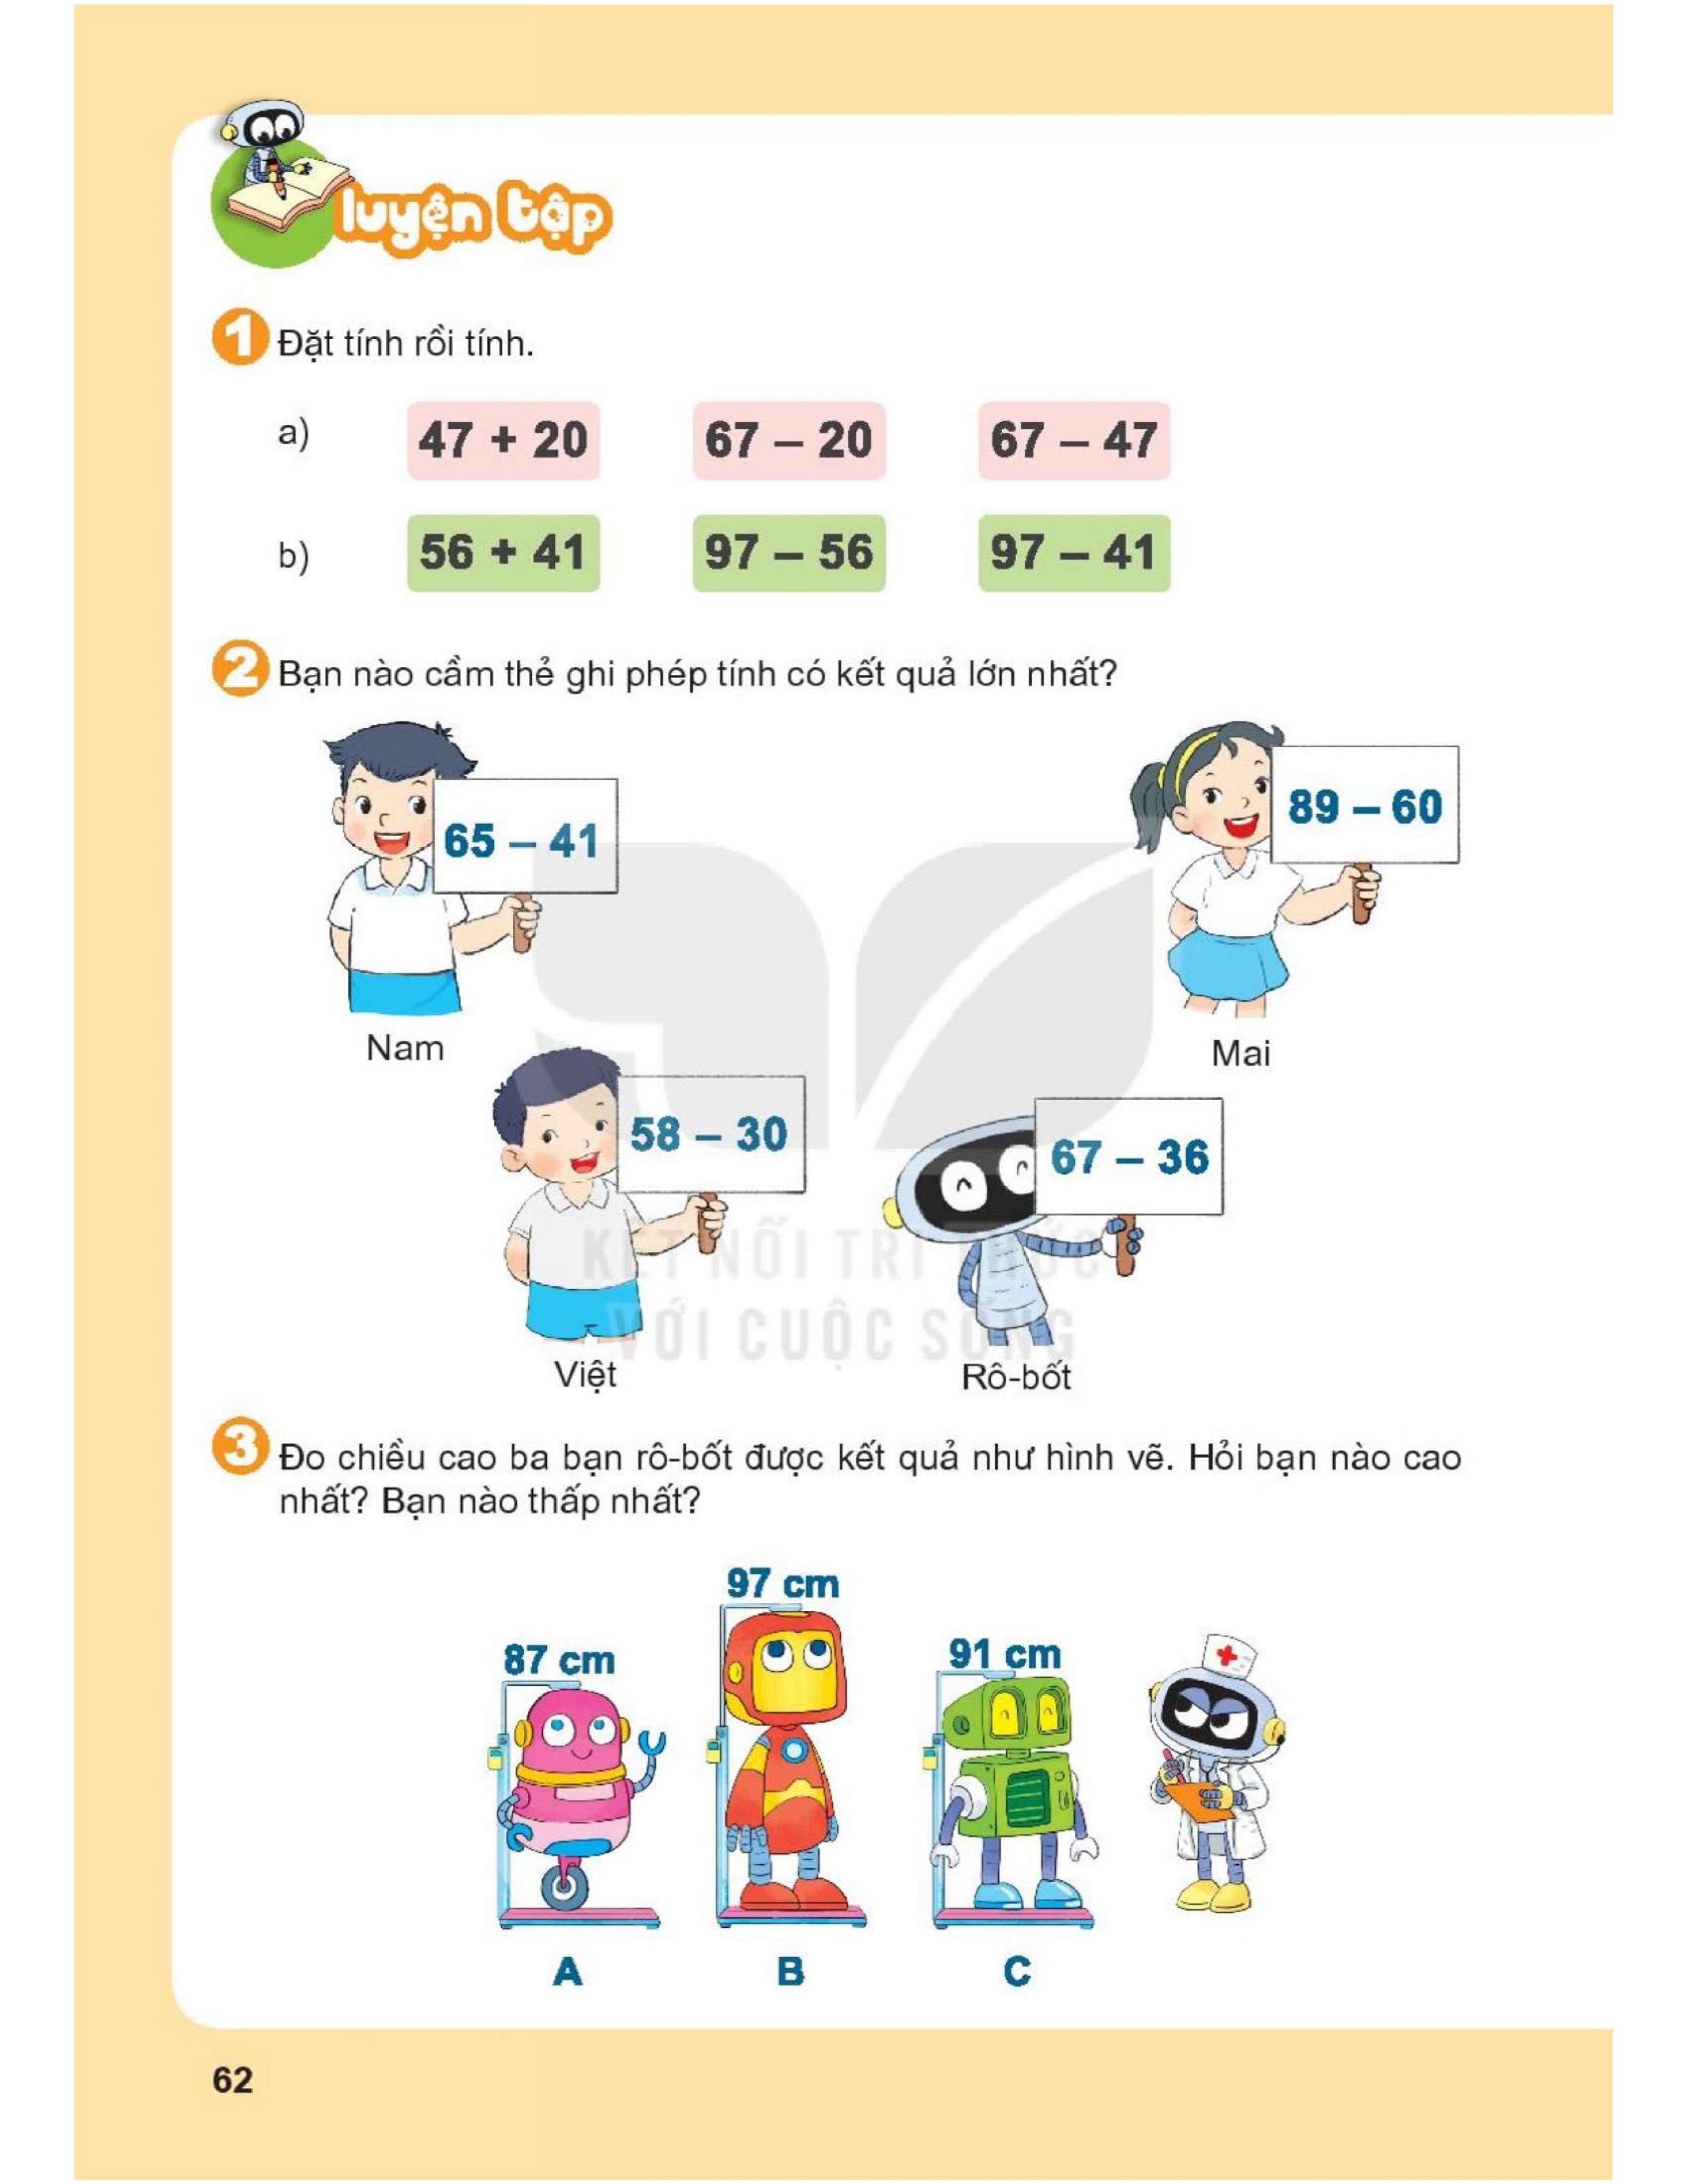 luyện tập
1 Đặt tính rồi tính.
a) 47 + 20 67 – 20 67 – 47
b) 56 + 41 97 – 56 97 – 41
2 Bạn nào cầm thẻ ghi phép tính có kết quả lớn nhất?
65 – 41
89 – 60
Nam
Mai
58 – 30
67 – 36
KẾT NỐI TRI THỨC
VỚI CUỘC SỐNG
Việt
Rô-bốt
3 Đo chiều cao ba bạn rô-bốt được kết quả như hình vẽ. Hỏi bạn nào cao
nhất? Bạn nào thấp nhất?
97 cm
87 cm
91 cm
A B C
62